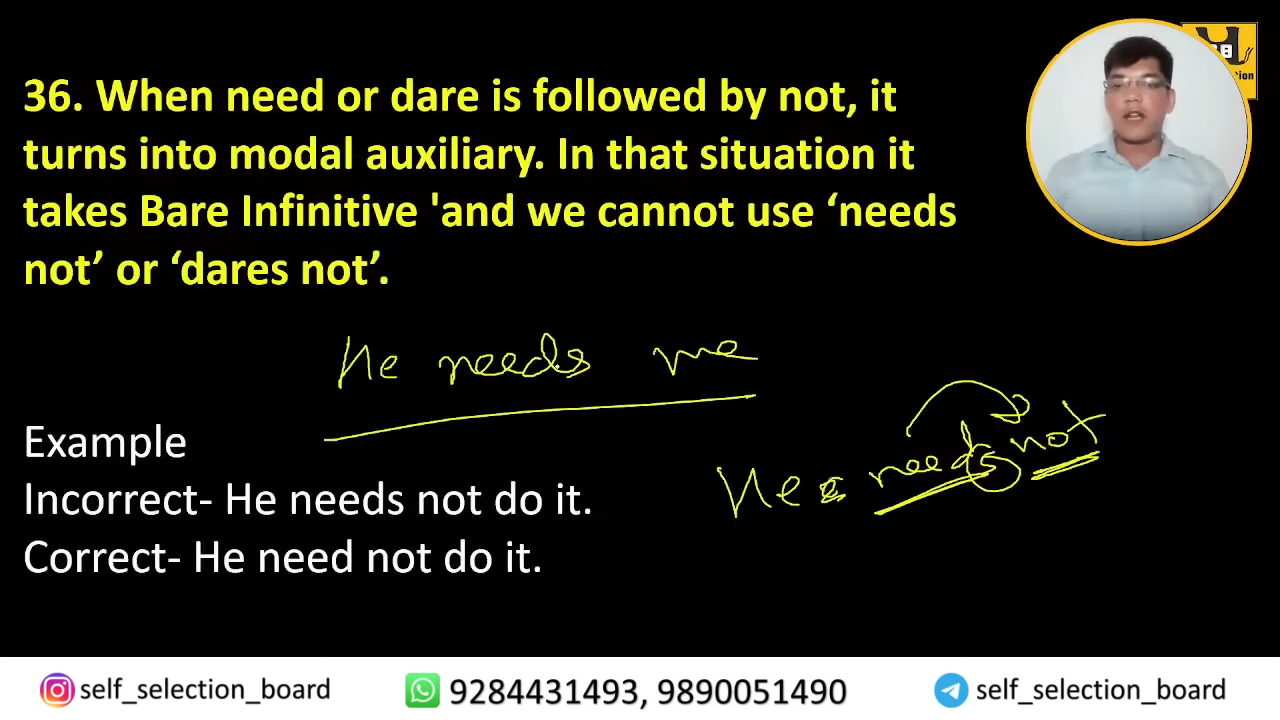 36. When need or dare is followed by not, it
turns into modal auxiliary. In that situation it
takes Bare Infinitive 'and we cannot use ‘needs
not’ or ‘dares not’.
He needs me
Example
Incorrect- He needs not do it.
Correct- He need not do it.
He needs not
self_selection_board
9284431493, 9890051490
self_selection_board